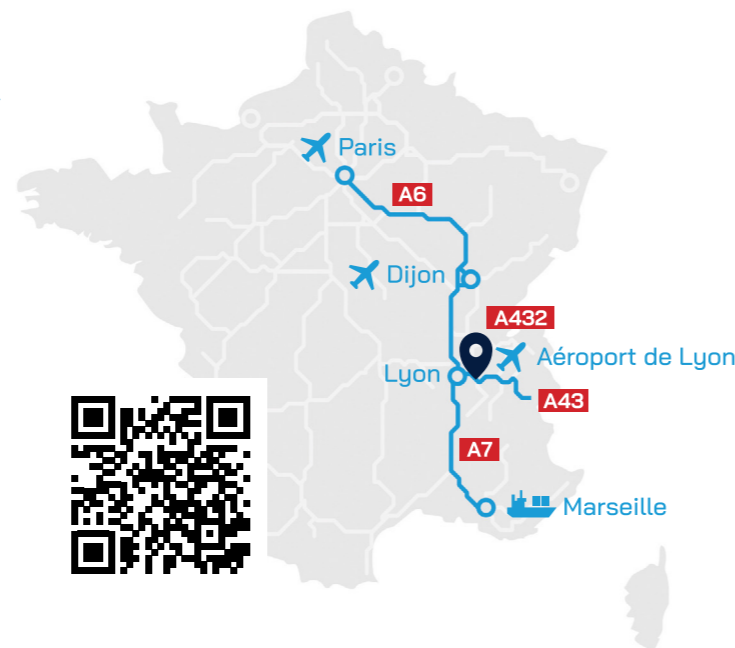 Paris
A6
Dijon
A432
Aéroport de Lyon
Lyon
A43
A7
Marseille